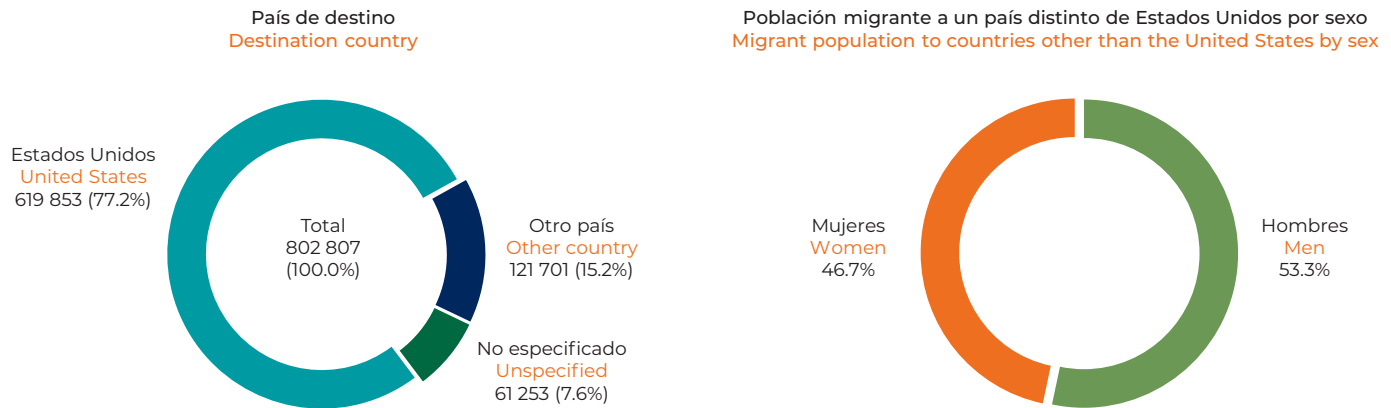 País de destino
Destination country
Estados Unidos
United States
619 853 (77.2%)
Total
802 807
(100.0%)
Otro país
Other country
121 701 (15.2%)
No especificado
Unspecified
61 253 (7.6%)
Población migrante a un país distinto de Estados Unidos por sexo
Migrant population to countries other than the United States by sex
Mujeres
Women
46.7%
Hombres
Men
53.3%